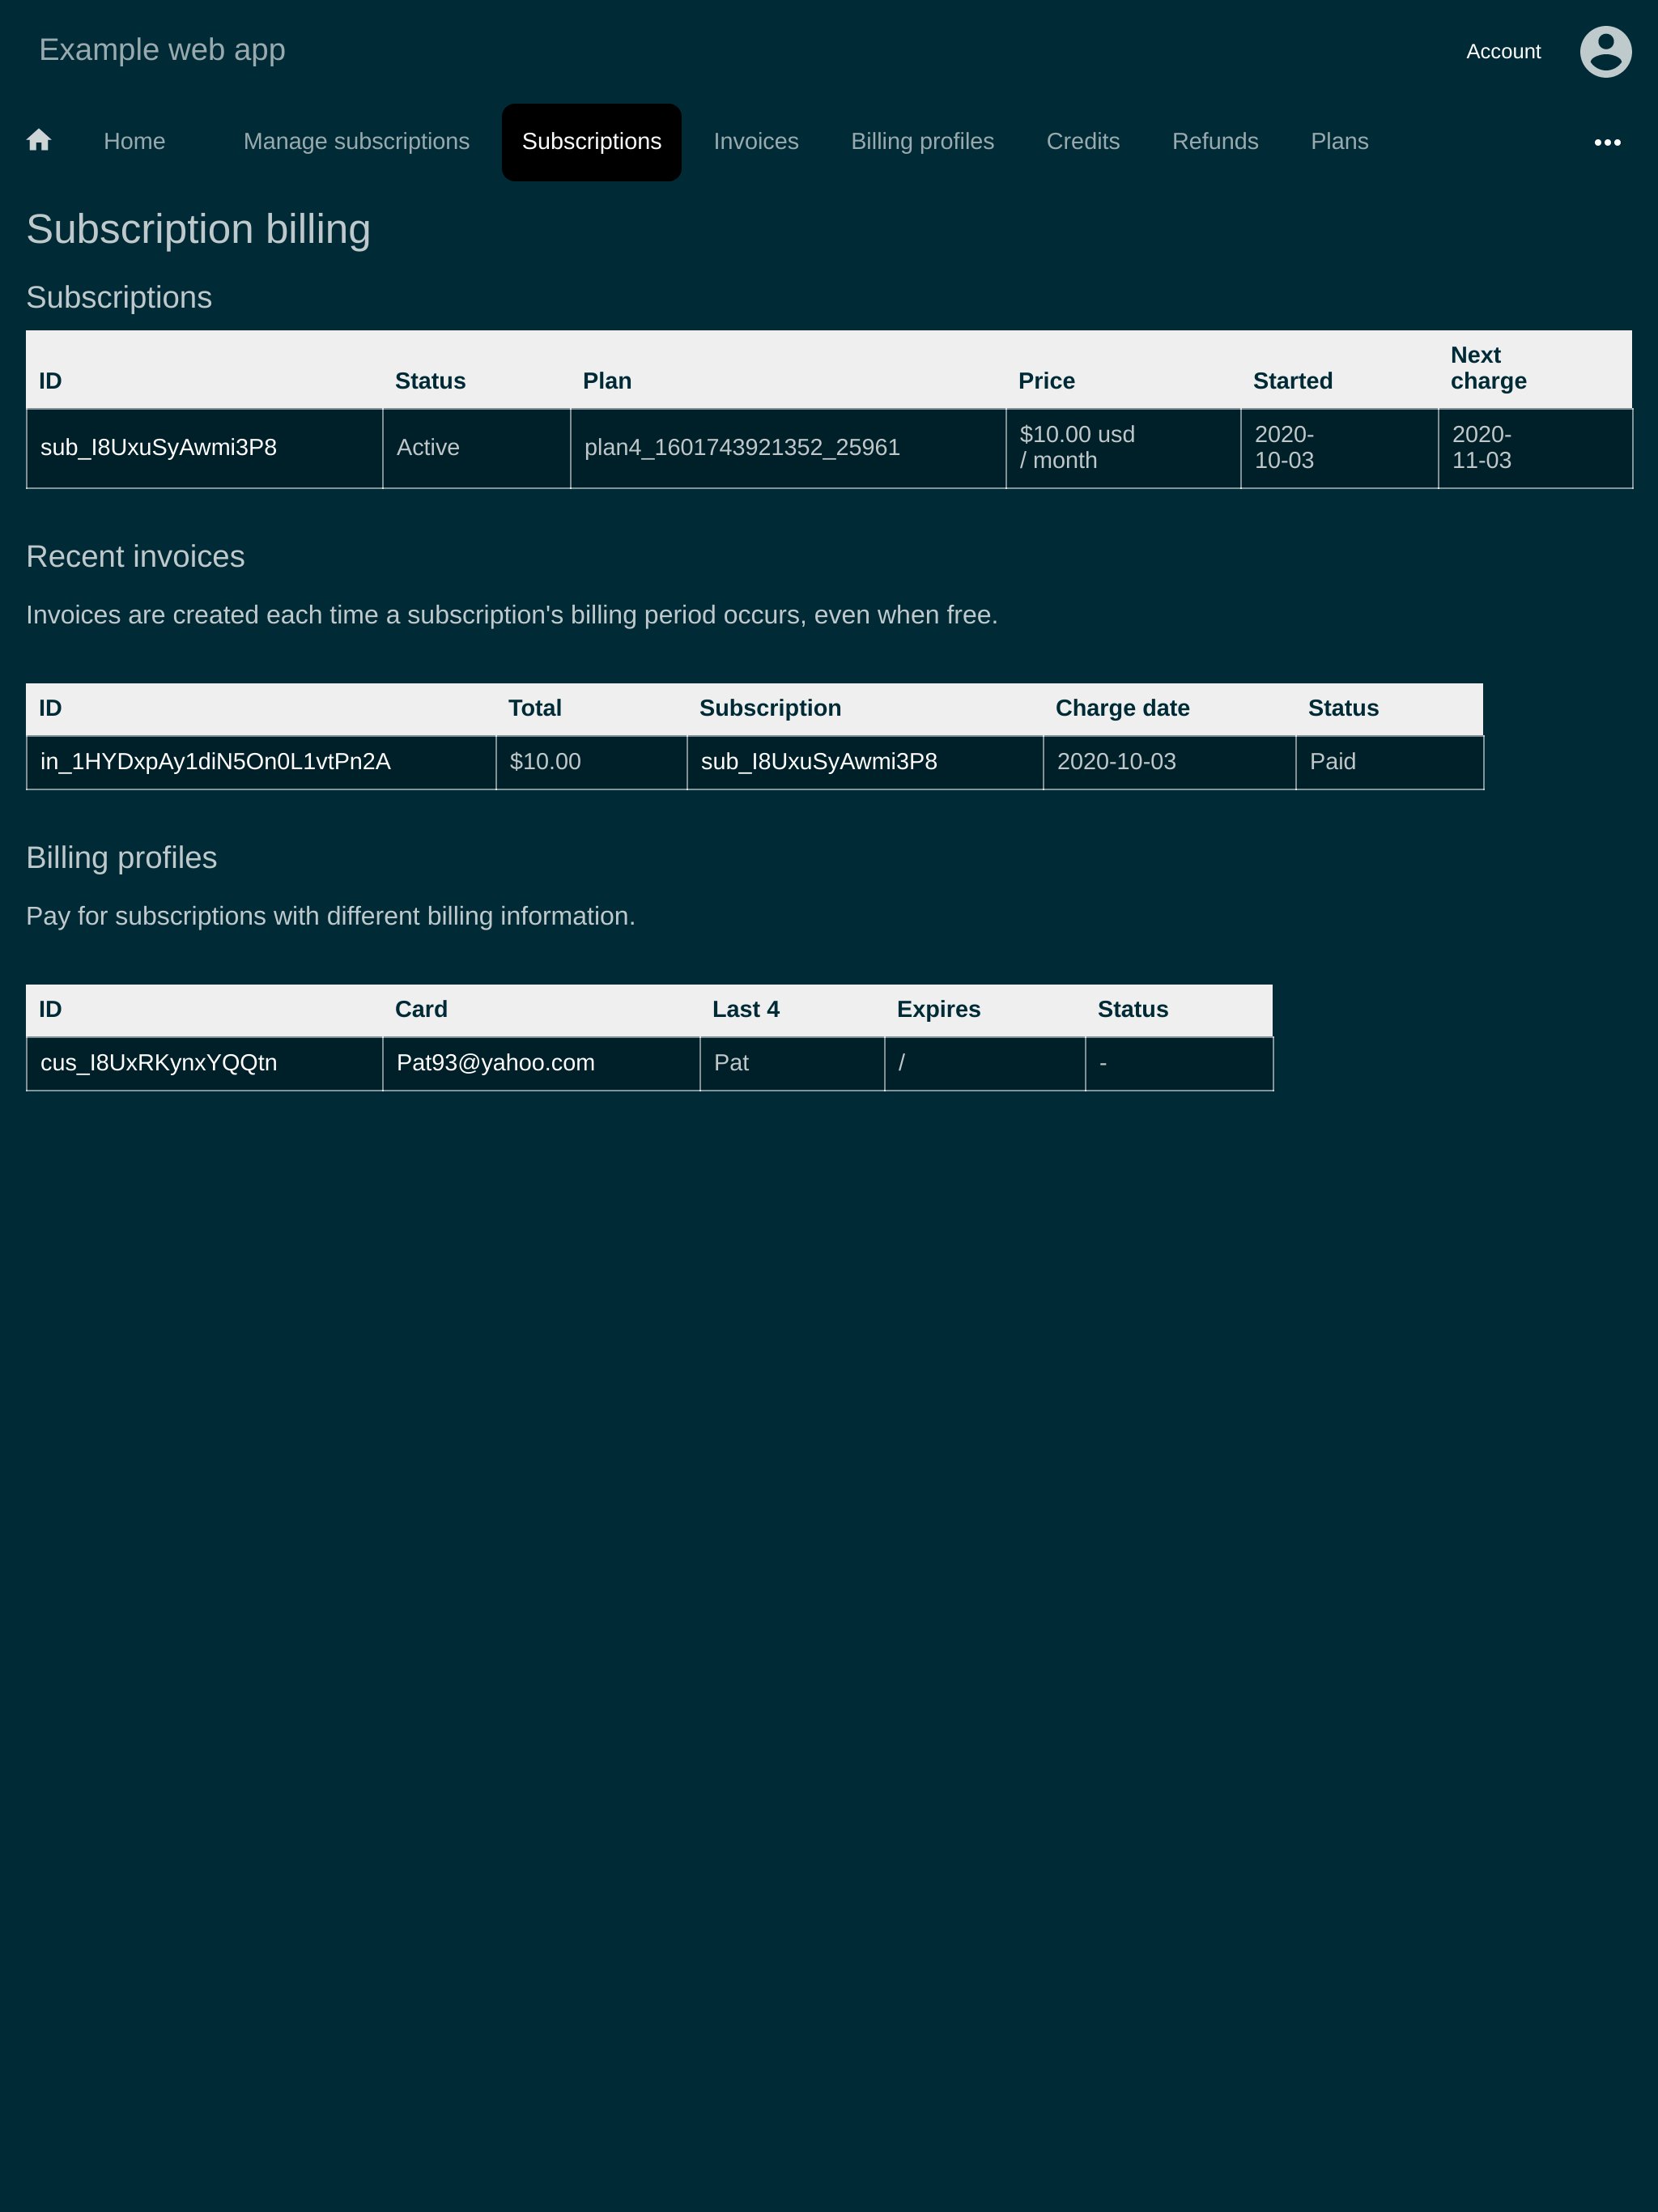 Example web app
Account
Home Manage subscriptions Subscriptions Invoices Billing profiles Credits Refunds Plans •••
Subscription billing
Subscriptions
ID Status Plan Price Started Next charge
sub_I8UxuSyAwmi3P8 Active plan4_1601743921352_25961 $10.00 usd / month 2020-10-03 2020-11-03
Recent invoices
Invoices are created each time a subscription's billing period occurs, even when free.
ID Total Subscription Charge date Status
in_1HYDxpAy1diN5On0L1vtPn2A $10.00 sub_I8UxuSyAwmi3P8 2020-10-03 Paid
Billing profiles
Pay for subscriptions with different billing information.
ID Card Last 4 Expires Status
cus_I8UxRKynxYQQtn Pat93@yahoo.com Pat / -